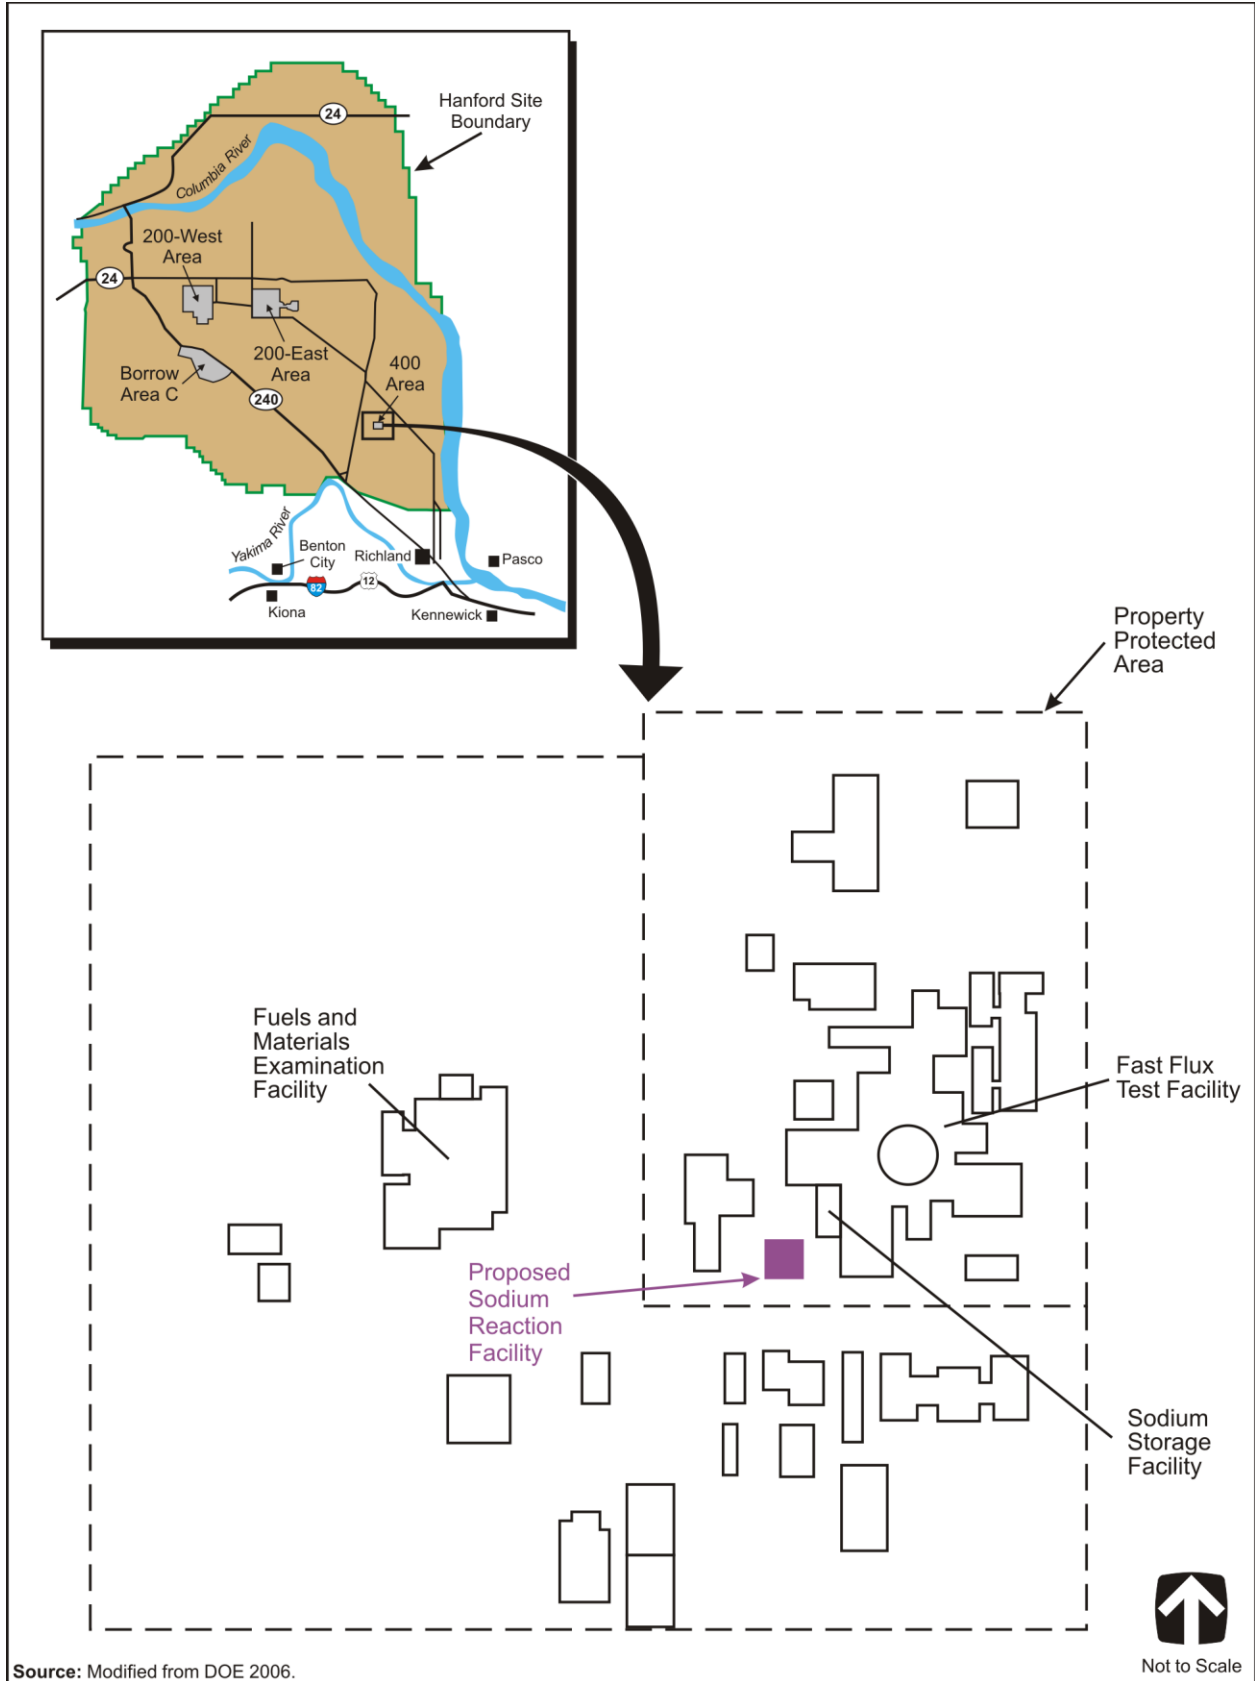 Hanford Site
Boundary
24
Columbia River
200-West
Area
24
200-East
Area
400
Area
Borrow
Area C
240
Yakima River
Benton
City
Richland
Pasco
82
12
Kiona
Kennewick
Property
Protected
Area
Fuels and
Materials
Examination
Facility
Fast Flux
Test Facility
Proposed
Sodium
Reaction
Facility
Sodium
Storage
Facility
Not to Scale
Source: Modified from DOE 2006.